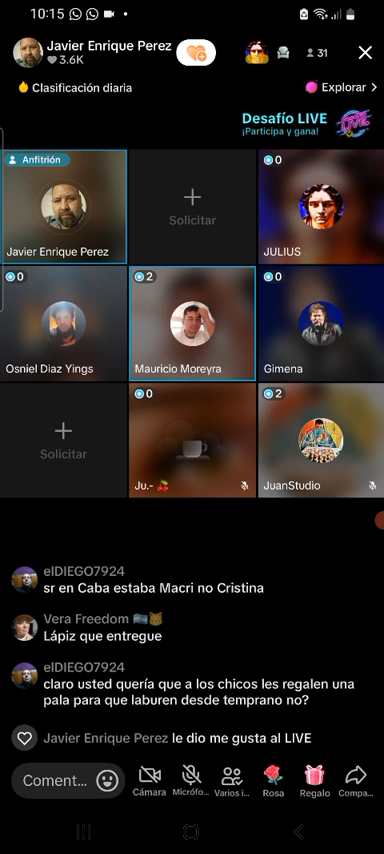 10:15
Javier Enrique Perez
3.6K
31
Clasificación diaria
Explorar
Desafío LIVE
¡Participa y gana!
Anfitrión
Javier Enrique Perez
Solicitar
0
JULIUS
0
Osniel Diaz Yings
2
Mauricio Moreyra
0
Gimena
Solicitar
0
Ju.-
2
JuanStudio
elDIEGO7924
sr en Caba estaba Macri no Cristina
Vera Freedom
Lápiz que entregue
elDIEGO7924
claro usted quería que a los chicos les regalen una
pala para que laburen desde temprano no?
Javier Enrique Perez le dio me gusta al LIVE
Coment...
Cámara
Micrófo...
Varios i...
Rosa
Regalo
Compa...